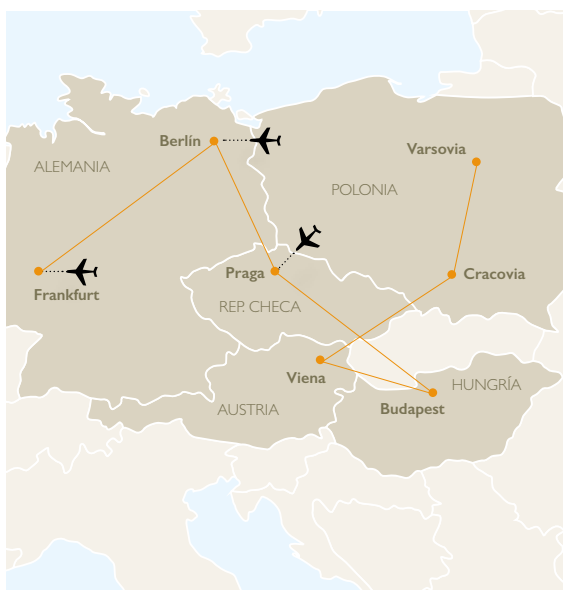 Berlín
Varsovia
ALEMANIA
POLONIA
Praga
Cracovia
Frankfurt
REP. CHECA
Viena
HUNGRÍA
AUSTRIA
Budapest